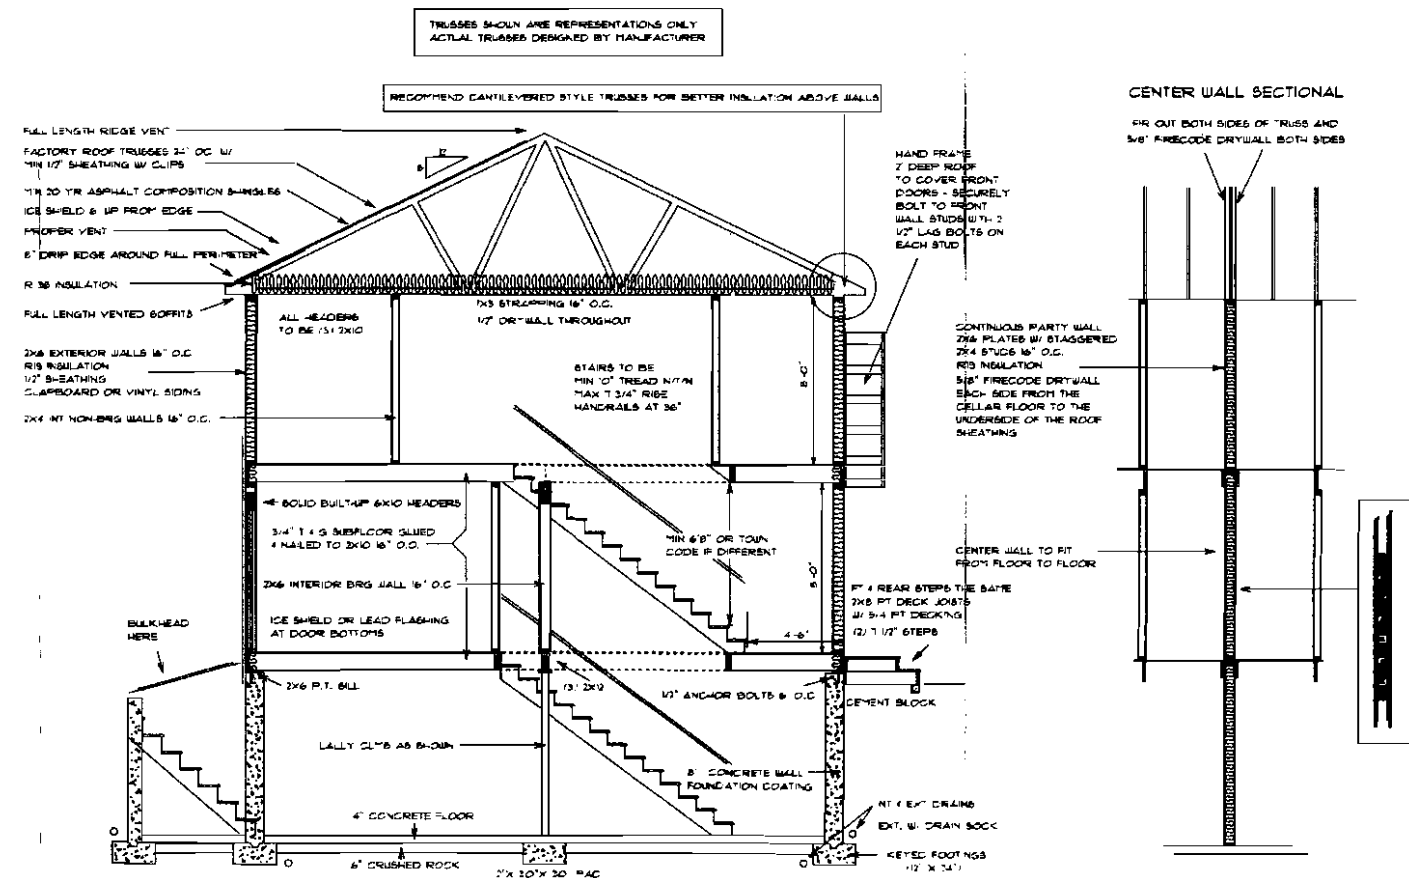 TRUSSES SHOWN ARE REPRESENTATIONS ONLY
ACTUAL TRUSSES DESIGNED BY MANUFACTURER
RECOMMEND CANTILEVERED STYLE TRUSSES FOR BETTER INSULATION ABOVE WALLS
FULL LENGTH RIDGE VENT
FACTORY ROOF TRUSSES 24" O.C. W/
MIN 1/2" SHEATHING W/ CLIPS
MIN 20 YR ASPHALT COMPOSITION SHINGLES
ICE SHIELD 6' UP FROM EDGE
PROPER VENT
8" DRIP EDGE AROUND FULL PERIMETER
R 38 INSULATION
FULL LENGTH VENTED SOFFITS
2X6 EXTERIOR WALLS 16" O.C.
R19 INSULATION
1/2" SHEATHING
CLAPBOARD OR VINYL SIDING
2X4 INT NON-BRG WALLS 16" O.C.
12
ALL HEADERS
TO BE (3) 2X10
1X3 STRAPPING 16" O.C.
1/2" DRYWALL THROUGHOUT
STAIRS TO BE
MIN 10" TREAD
MAX 7 3/4" RISE
HANDRAILS AT 36"
8'-0"
HAND FRAME
2' DEEP ROOF
TO COVER FRONT
DOORS - SECURELY
BOLT TO FRONT
WALL STUDS WITH 2
1/2" LAG BOLTS ON
EACH STUD
SOLID BUILT-UP 6X10 HEADERS
3/4" T & G SUBFLOOR GLUED
& NAILED TO 2X10 16" O.C.
2X6 INTERIOR BRG WALL 16" O.C.
ICE SHIELD OR LEAD FLASHING
AT DOOR BOTTOMS
MIN 6'8" OR TOWN
CODE IF DIFFERENT
8'-0"
4'-6"
PT & REAR STEPS THE SAME
2X8 PT DECK JOISTS
W/ 5/4 PT DECKING
(2) 7 1/2" STEPS
BULKHEAD
HERE
2X6 P.T. SILL
(3) 2X12
1/2" ANCHOR BOLTS 6' O.C.
CEMENT BLOCK
LALLY CLMS AS SHOWN
8" CONCRETE WALL
FOUNDATION COATING
4" CONCRETE FLOOR
INT & EXT DRAINS
EXT. W/ DRAIN SOCK
6" CRUSHED ROCK
KEYED FOOTINGS
(12" X 24")
CENTER WALL SECTIONAL
FIR OUT BOTH SIDES OF TRUSS AND
5/8" FIRECODE DRYWALL BOTH SIDES
CONTINUOUS PARTY WALL
2X6 PLATES W/ STAGGERED
2X4 STUDS 16" O.C.
R19 INSULATION
5/8" FIRECODE DRYWALL
EACH SIDE FROM THE
CELLAR FLOOR TO THE
UNDERSIDE OF THE ROOF
SHEATHING
CENTER WALL TO FIT
FROM FLOOR TO FLOOR